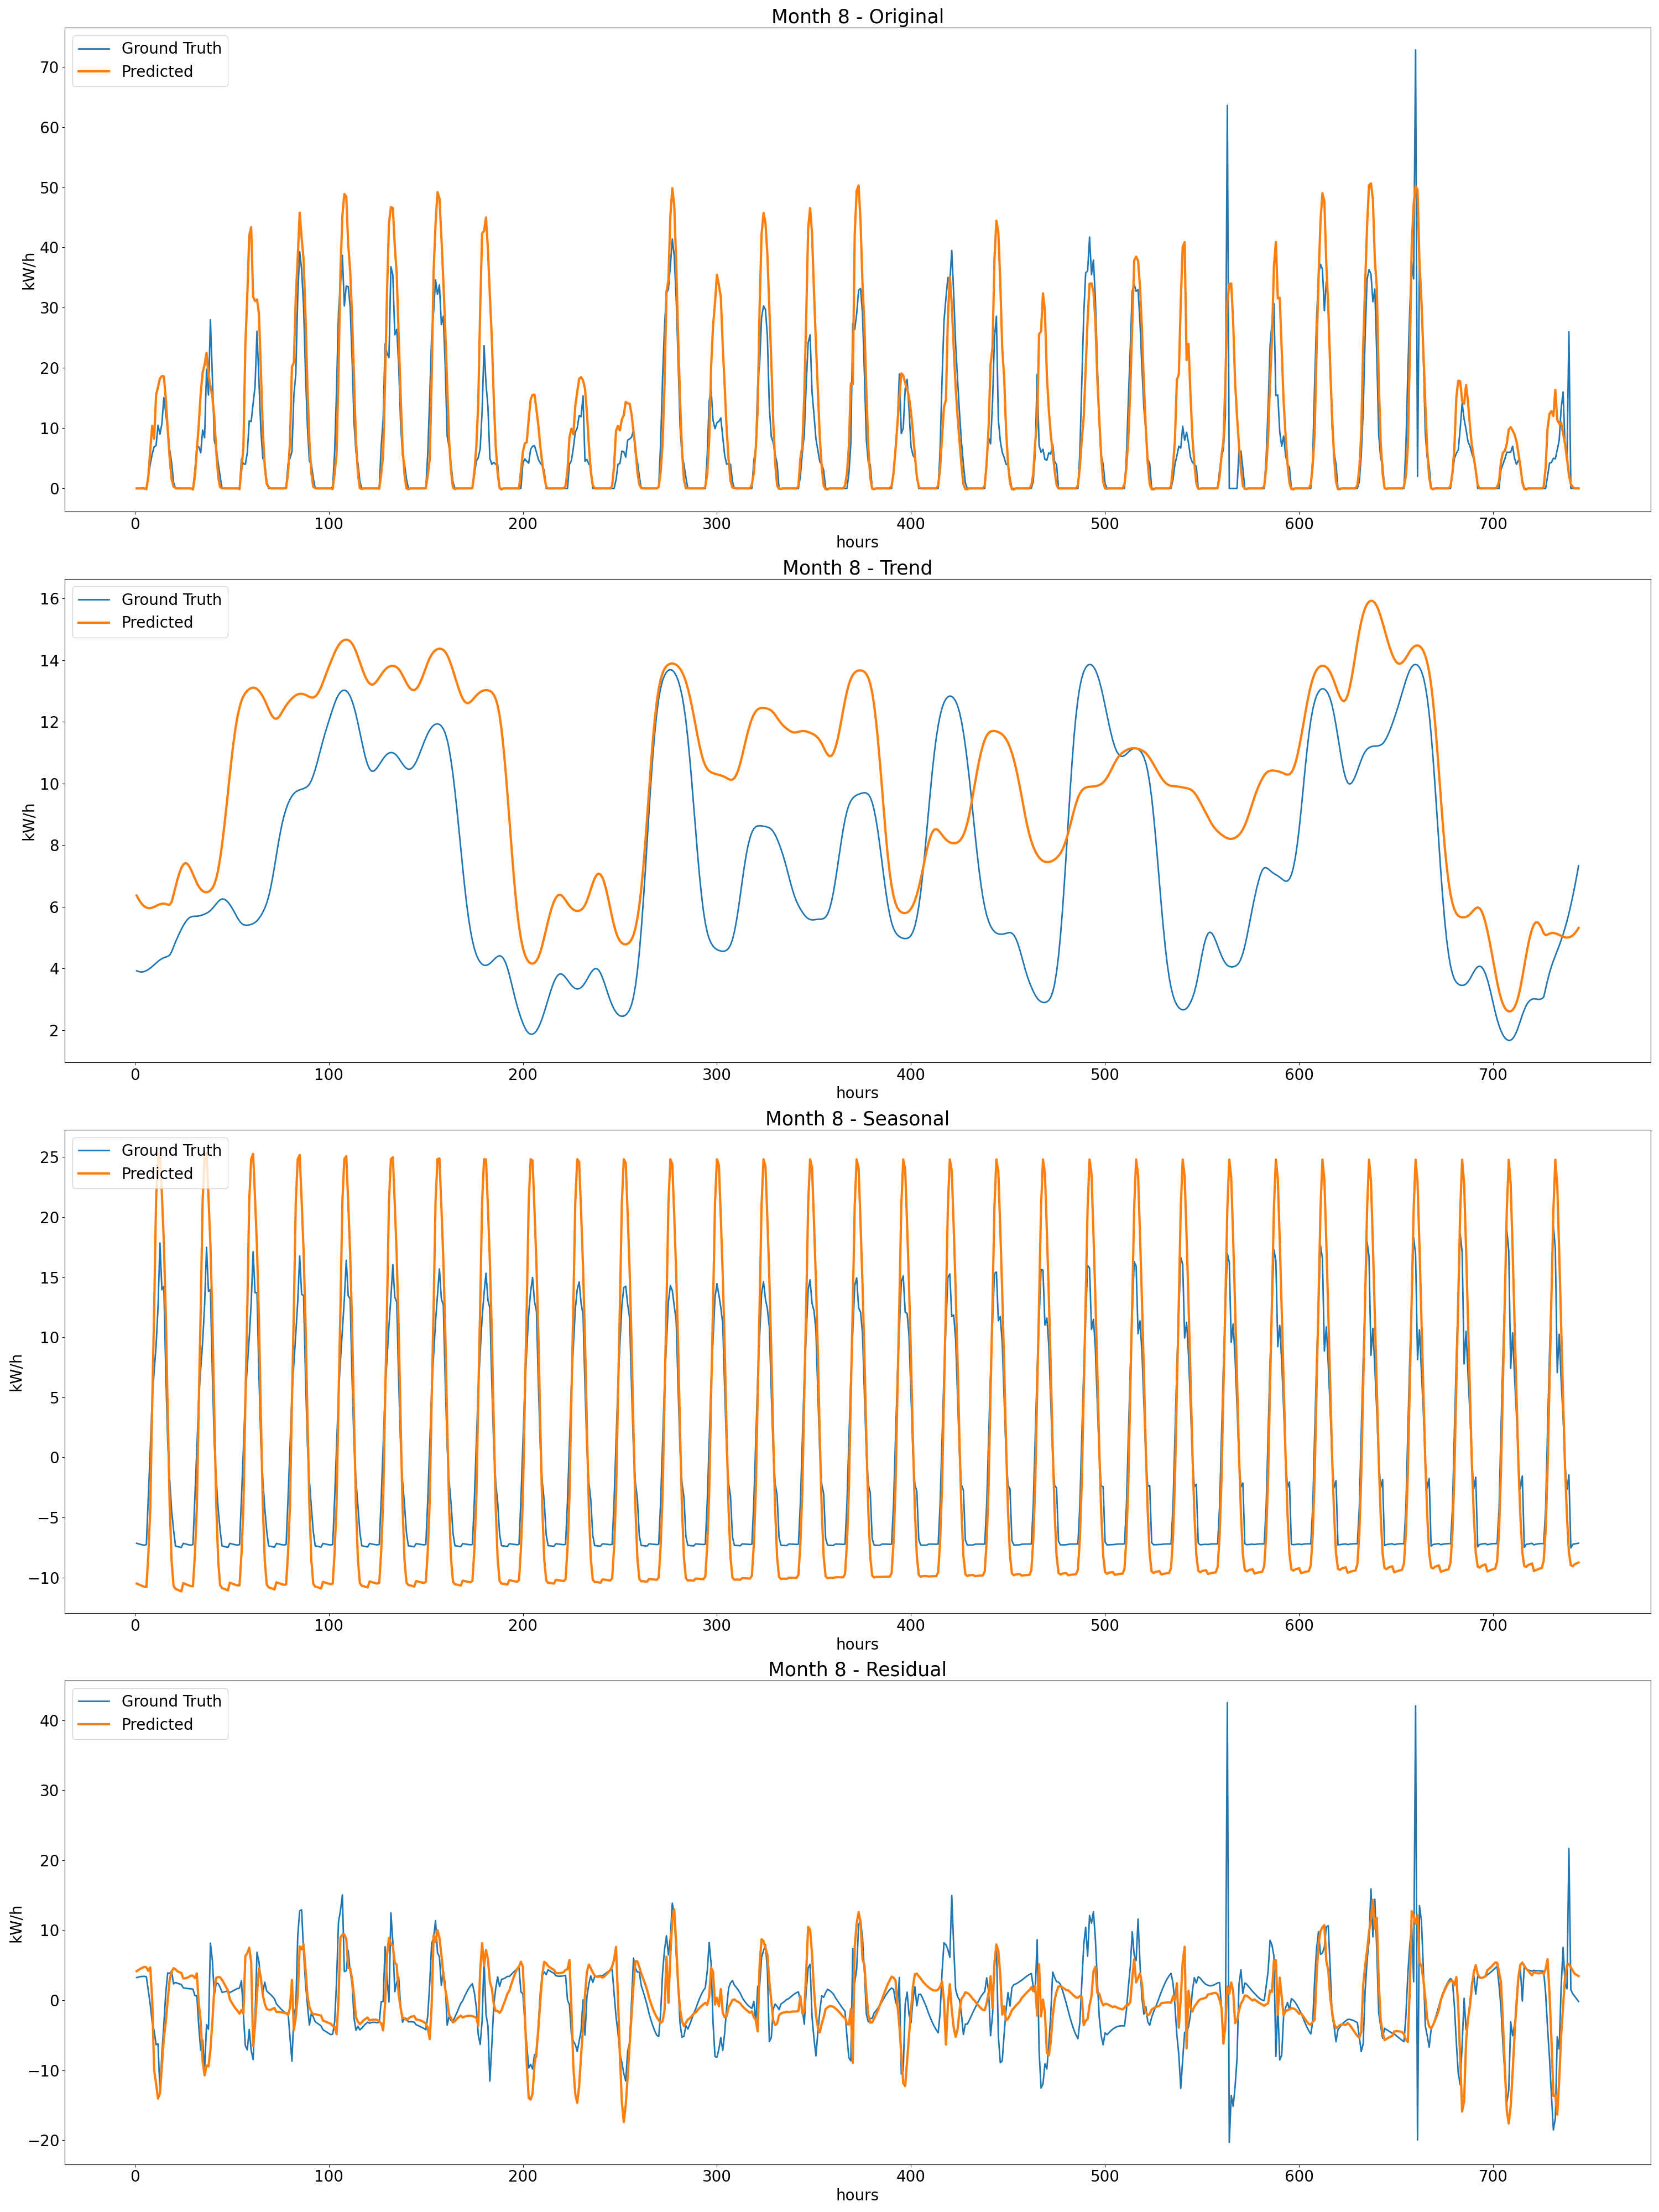 Month 8 - Original
Ground Truth
Predicted
70
60
50
40
30
20
10
0
kW/h
0 100 200 300 400 500 600 700
hours
Month 8 - Trend
Ground Truth
Predicted
16
14
12
10
8
6
4
2
kW/h
0 100 200 300 400 500 600 700
hours
Month 8 - Seasonal
Ground Truth
Predicted
25
20
15
10
5
0
−5
−10
kW/h
0 100 200 300 400 500 600 700
hours
Month 8 - Residual
Ground Truth
Predicted
40
30
20
10
0
−10
−20
kW/h
0 100 200 300 400 500 600 700
hours